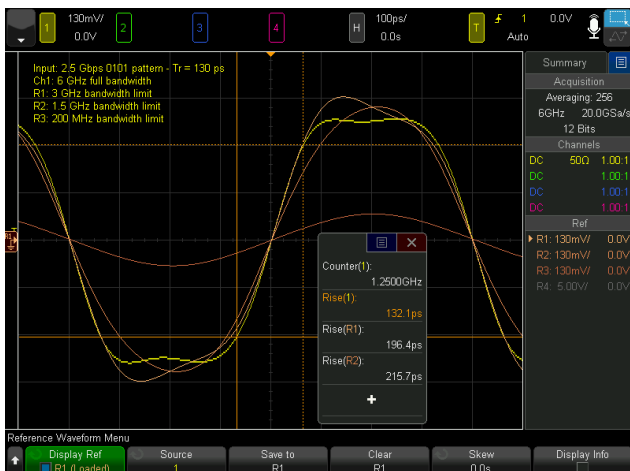 1 130mV/ 0.0V 2 3 4 H 100ps/ 0.0s T 1 0.0V Auto
Input: 2.5 Gbps 0101 pattern - Tr = 130 ps
Ch1: 6 GHz full bandwidth
R1: 3 GHz bandwidth limit
R2: 1.5 GHz bandwidth limit
R3: 200 MHz bandwidth limit
R1
Counter(1):
1.2500GHz
Rise(1):
132.1ps
Rise(R1):
196.4ps
Rise(R2):
215.7ps
+
Summary
Acquisition
Averaging: 256
6GHz 20.0GSa/s
12 Bits
Channels
DC 50Ω 1.00:1
DC 1.00:1
DC 1.00:1
DC 1.00:1
Ref
R1: 130mV/ 0.0V
R2: 130mV/ 0.0V
R3: 130mV/ 0.0V
R4: 5.00V/ 0.0V
Reference Waveform Menu
Display Ref
R1 (Loaded)
Source
1
Save to
R1
Clear
R1
Skew
0.0s
Display Info